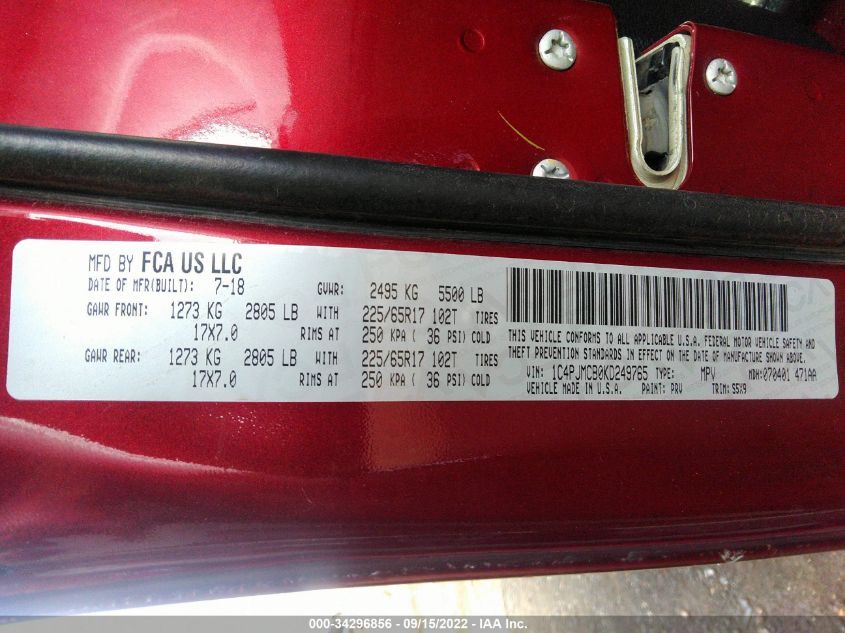 MFD BY FCA US LLC
DATE OF MFR(BUILT): 7-18 GVWR: 2495 KG 5500 LB
GAWR FRONT: 1273 KG 2805 LB WITH 225/65R17 102T TIRES
17X7.0 RIMS AT 250 KPA ( 36 PSI) COLD
GAWR REAR: 1273 KG 2805 LB WITH 225/65R17 102T TIRES
17X7.0 RIMS AT 250 KPA ( 36 PSI) COLD
THIS VEHICLE CONFORMS TO ALL APPLICABLE U.S.A. FEDERAL MOTOR VEHICLE SAFETY AND
THEFT PREVENTION STANDARDS IN EFFECT ON THE DATE OF MANUFACTURE SHOWN ABOVE.
VIN: 1C4PJMCB0KD249765 TYPE: MPV MDH:070401 471AA
VEHICLE MADE IN U.S.A. PAINT: PRV TRIM: S5X9
000-34296856 - 09/15/2022 - IAA Inc.